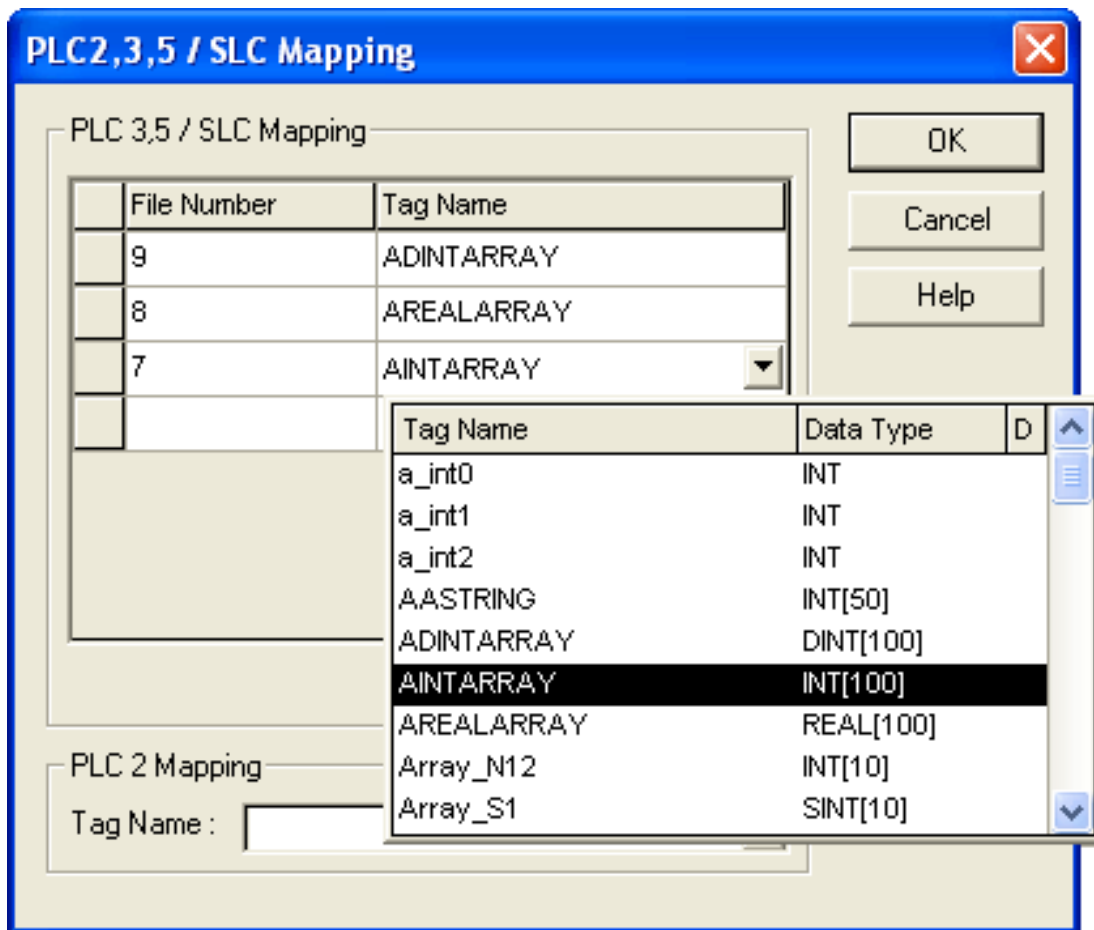 PLC2,3,5 / SLC Mapping
PLC 3,5 / SLC Mapping
OK
Cancel
Help
File Number Tag Name
9 ADINTARRAY
8 AREALARRAY
7 AINTARRAY
Tag Name Data Type D
a_int0 INT
a_int1 INT
a_int2 INT
AASTRING INT[50]
ADINTARRAY DINT[100]
AINTARRAY INT[100]
AREALARRAY REAL[100]
Array_N12 INT[10]
Array_S1 SINT[10]
PLC 2 Mapping
Tag Name :